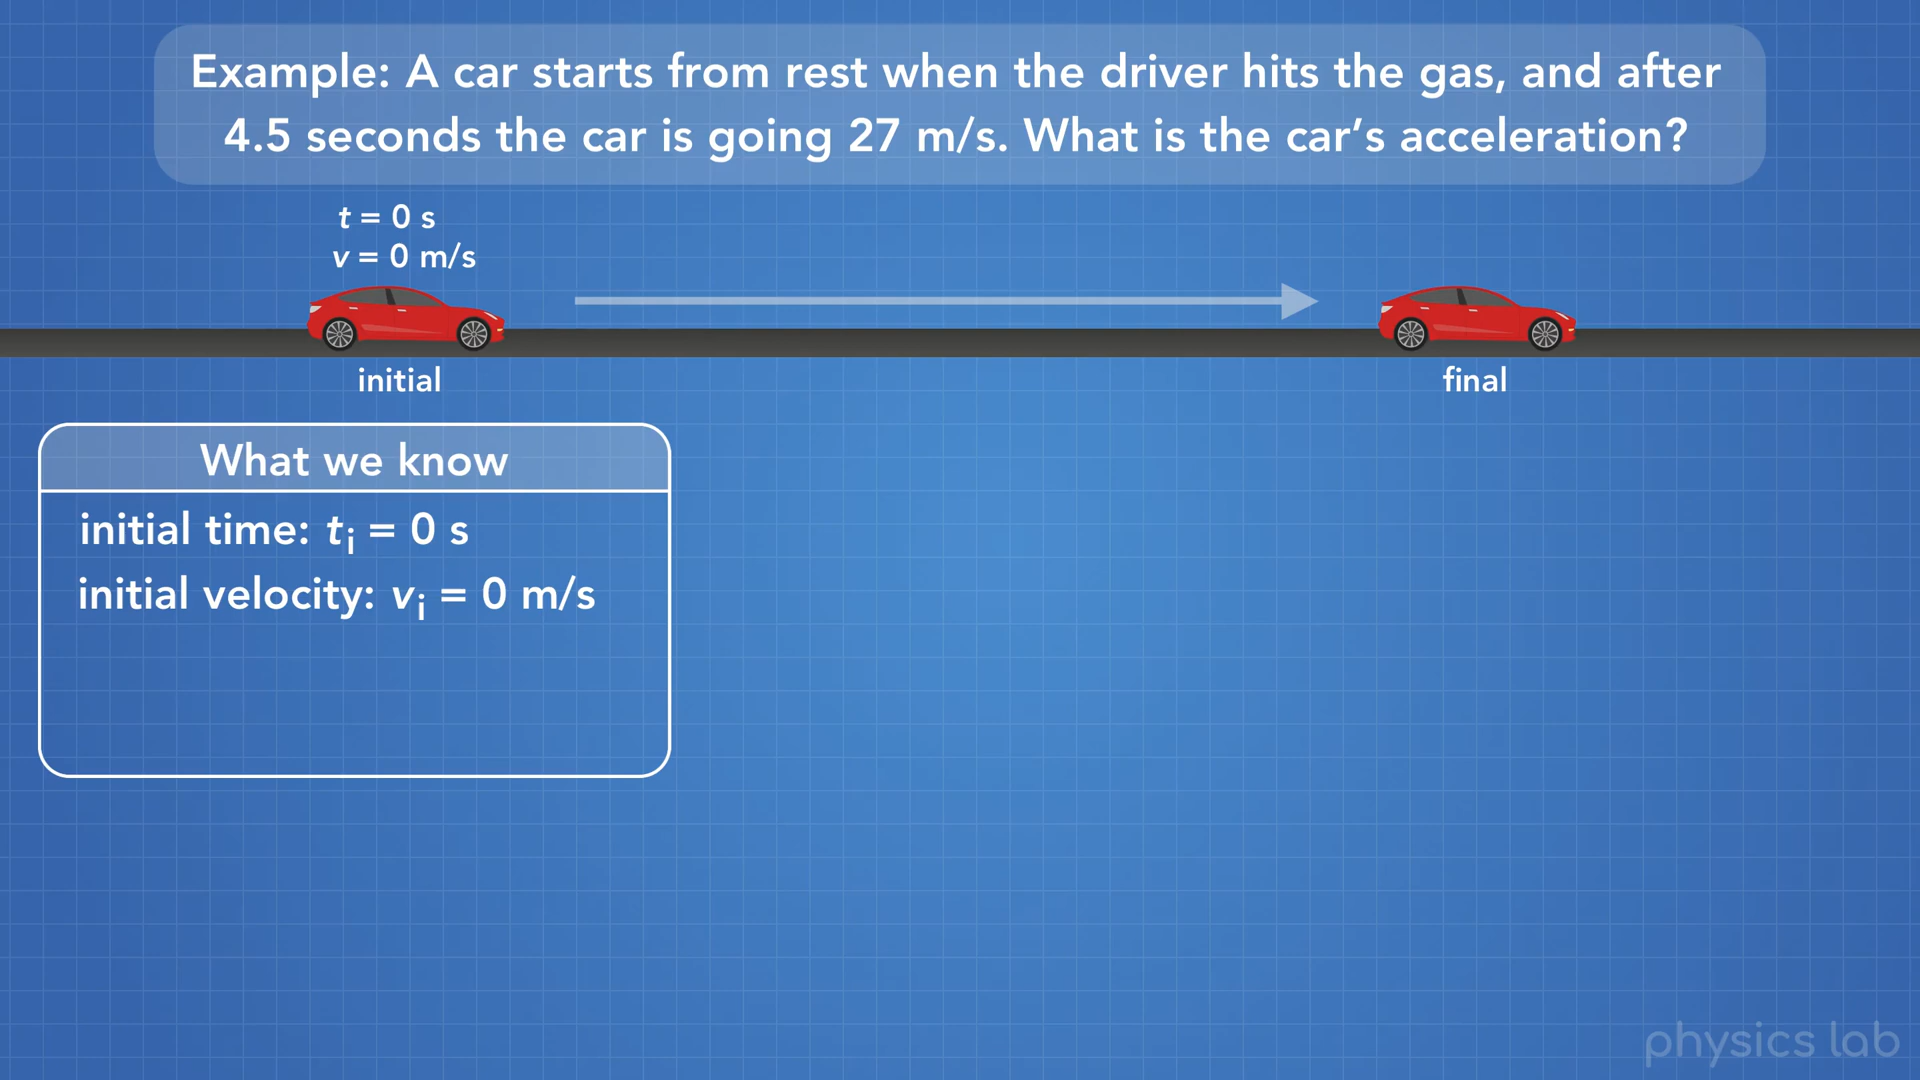 Example: A car starts from rest when the driver hits the gas, and after
4.5 seconds the car is going 27 m/s. What is the car’s acceleration?
t = 0 s
v = 0 m/s
initial
final
What we know
initial time: tᵢ = 0 s
initial velocity: vᵢ = 0 m/s
physics lab